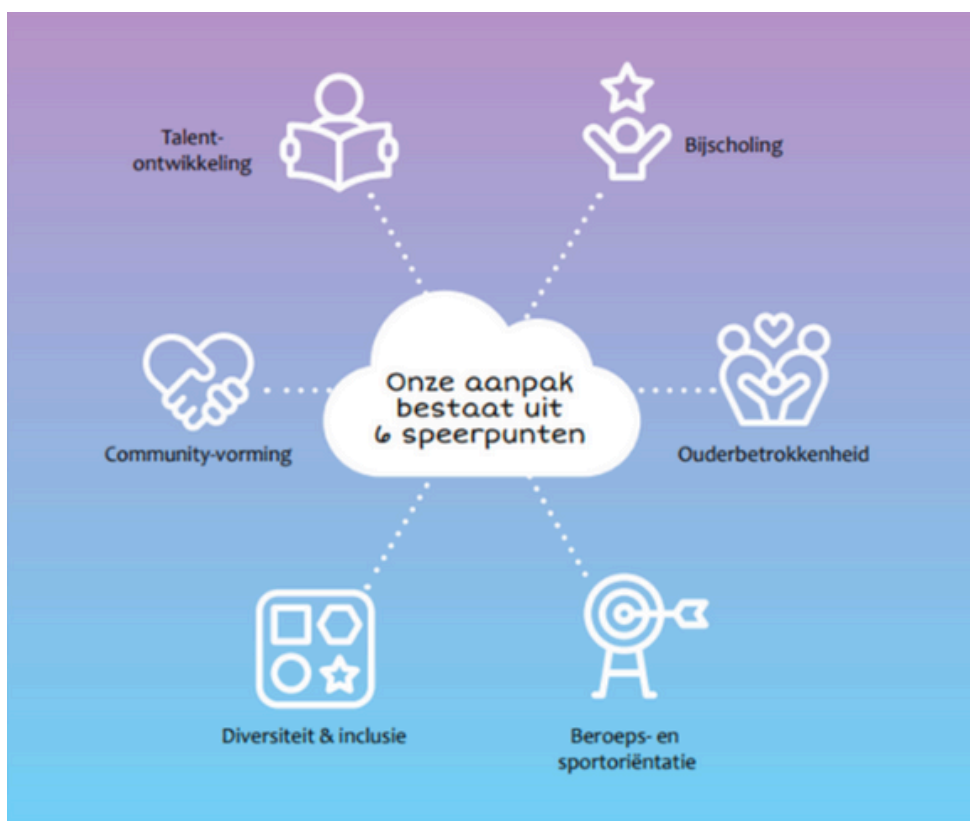 Talent-
ontwikkeling
Bijscholing
Onze aanpak
bestaat uit
6 speerpunten
Community-vorming
Ouderbetrokkenheid
Diversiteit & inclusie
Beroeps- en
sportoriëntatie